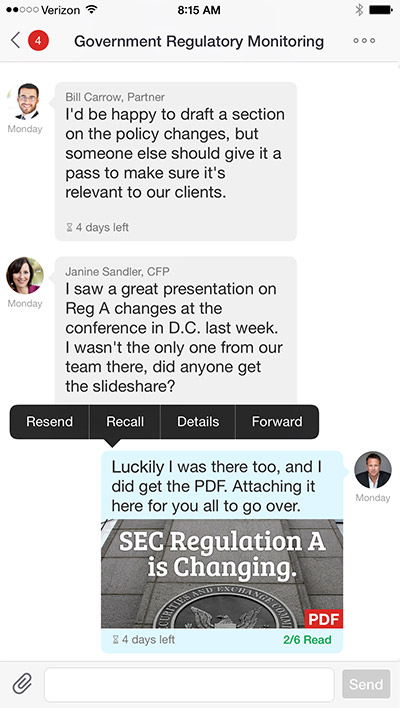 Verizon 8:15 AM
4 Government Regulatory Monitoring
Bill Carrow, Partner
I'd be happy to draft a section
on the policy changes, but
someone else should give it a
pass to make sure it's
relevant to our clients.
4 days left
Monday
Janine Sandler, CFP
I saw a great presentation on
Reg A changes at the
conference in D.C. last week.
I wasn't the only one from our
team there, did anyone get
the slideshare?
Monday
Resend Recall Details Forward
Luckily I was there too, and I
did get the PDF. Attaching it
here for you all to go over.
Monday
SEC Regulation A
is Changing.
SECURITIES AND EXCHANGE
PDF
4 days left 2/6 Read
Send